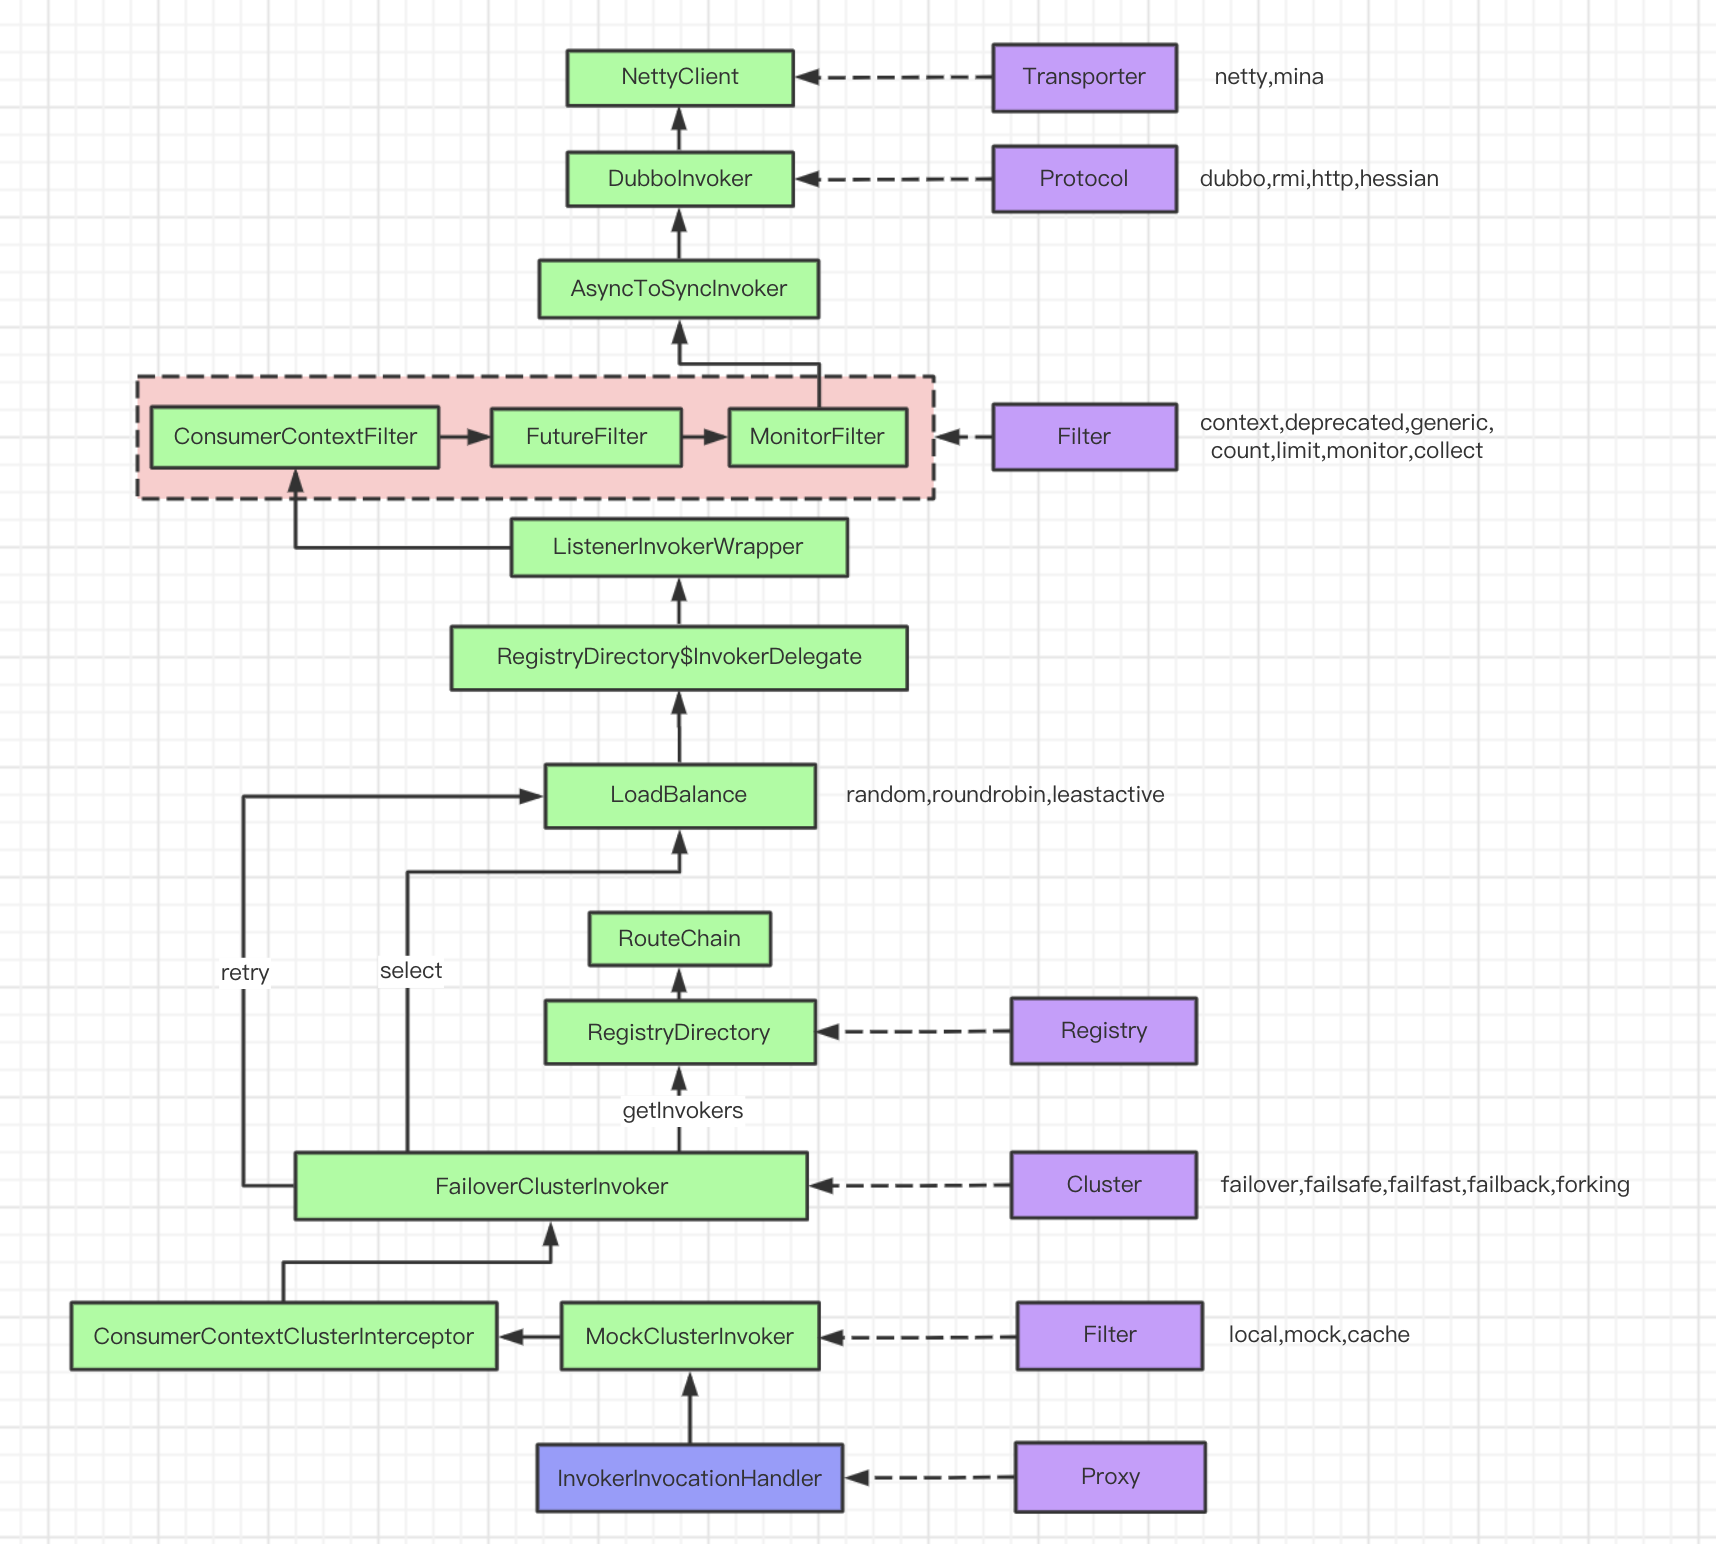 NettyClient
Transporter
netty,mina
DubboInvoker
Protocol
dubbo,rmi,http,hessian
AsyncToSyncInvoker
ConsumerContextFilter
FutureFilter
MonitorFilter
Filter
context,deprecated,generic,
count,limit,monitor,collect
ListenerInvokerWrapper
RegistryDirectory$InvokerDelegate
LoadBalance
random,roundrobin,leastactive
RouteChain
retry
select
RegistryDirectory
Registry
getInvokers
FailoverClusterInvoker
Cluster
failover,failsafe,failfast,failback,forking
ConsumerContextClusterInterceptor
MockClusterInvoker
Filter
local,mock,cache
InvokerInvocationHandler
Proxy